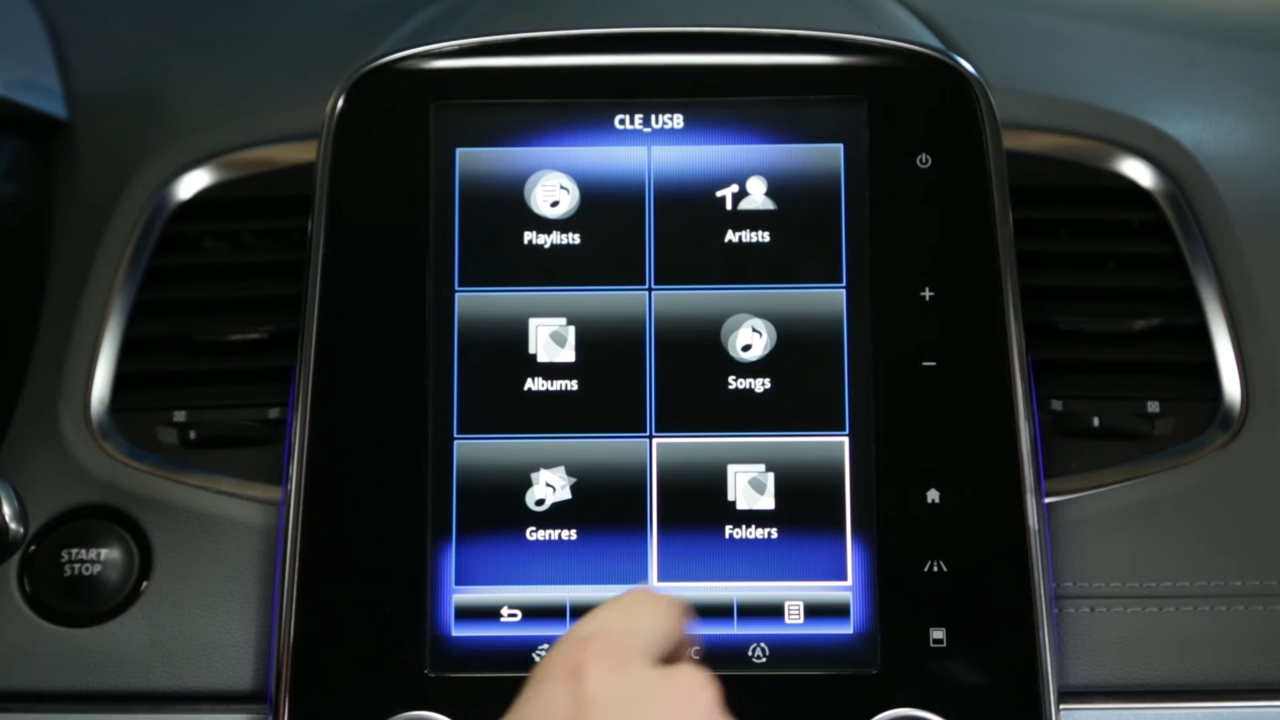 CLE_USB
Playlists
Artists
Albums
Songs
Genres
Folders
START
STOP
A